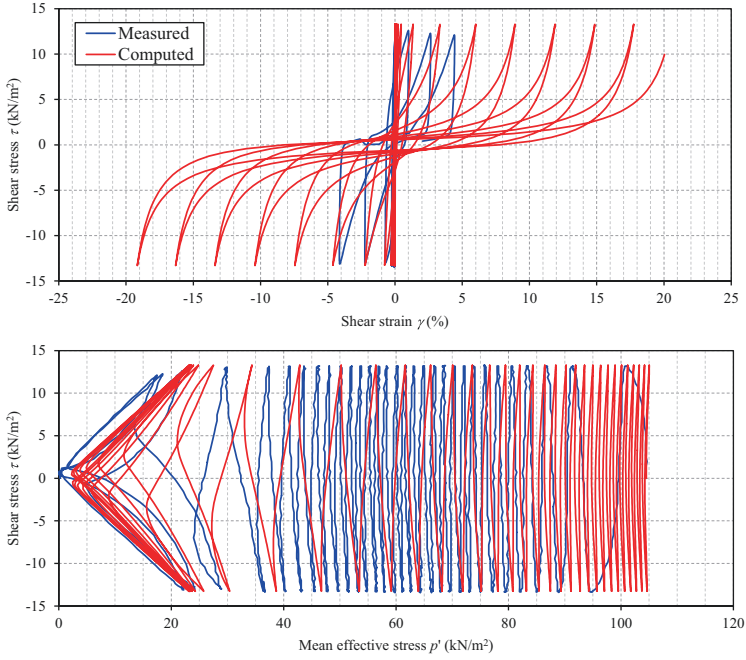 15
10
5
0
-5
-10
-15
Shear stress τ (kN/m²)
Measured
Computed
-25 -20 -15 -10 -5 0 5 10 15 20 25
Shear strain γ (%)
15
10
5
0
-5
-10
-15
Shear stress τ (kN/m²)
0 20 40 60 80 100 120
Mean effective stress p' (kN/m²)